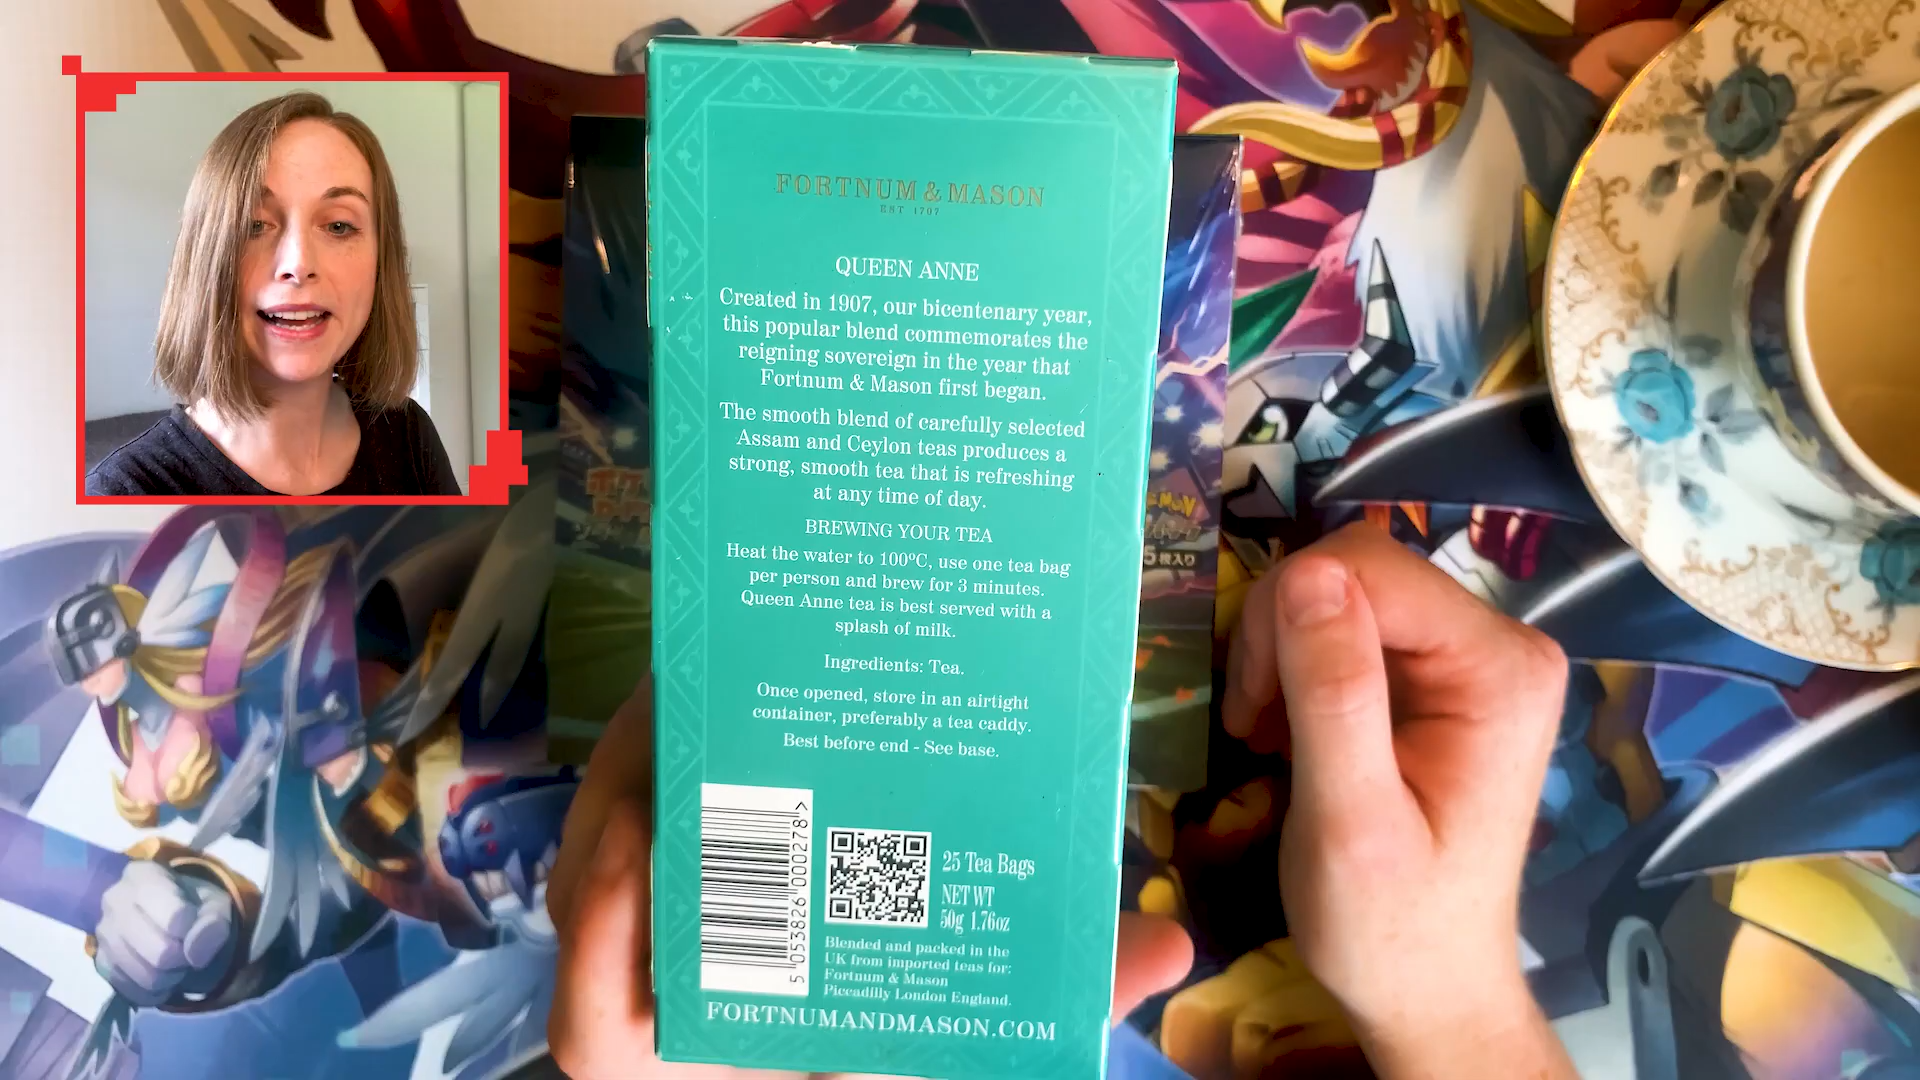 FORTNUM & MASON
EST 1707
QUEEN ANNE
Created in 1907, our bicentenary year,
this popular blend commemorates the
reigning sovereign in the year that
Fortnum & Mason first began.
The smooth blend of carefully selected
Assam and Ceylon teas produces a
strong, smooth tea that is refreshing
at any time of day.
BREWING YOUR TEA
Heat the water to 100ºC, use one tea bag
per person and brew for 3 minutes.
Queen Anne tea is best served with a
splash of milk.
Ingredients: Tea.
Once opened, store in an airtight
container, preferably a tea caddy.
Best before end - See base.
5 053826 000278 >
25 Tea Bags
NET WT
50g 1.76oz
Blended and packed in the
UK from imported teas for:
Fortnum & Mason
Piccadilly London England.
FORTNUMANDMASON.COM
5枚入り